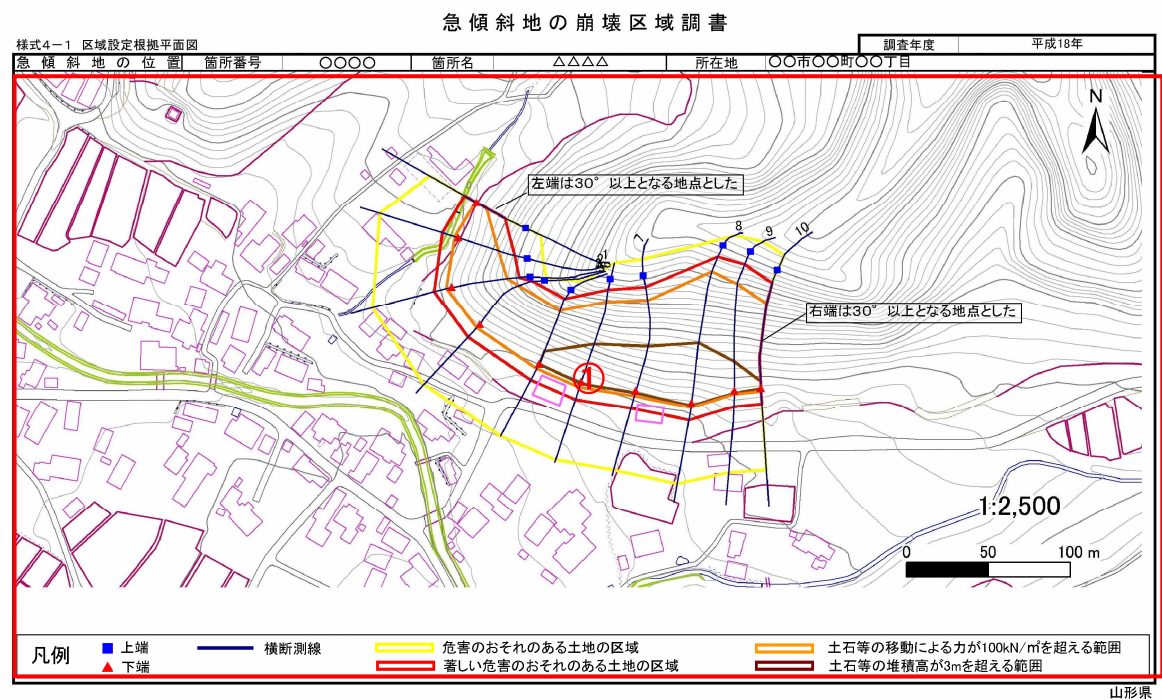 急傾斜地の崩壊区域調書
様式4－1 区域設定根拠平面図
調査年度 平成18年
急傾斜地の位置 箇所番号 ○○○○ 箇所名 △△△△ 所在地 ○○市○○町○○丁目
N
左端は30°以上となる地点とした
7 8 9 10
1
右端は30°以上となる地点とした
①
1:2,500
0 50 100 m
凡例
上端 横断測線 危害のおそれのある土地の区域 土石等の移動による力が100kN/㎡を超える範囲
下端 著しい危害のおそれのある土地の区域 土石等の堆積高が3mを超える範囲
山形県